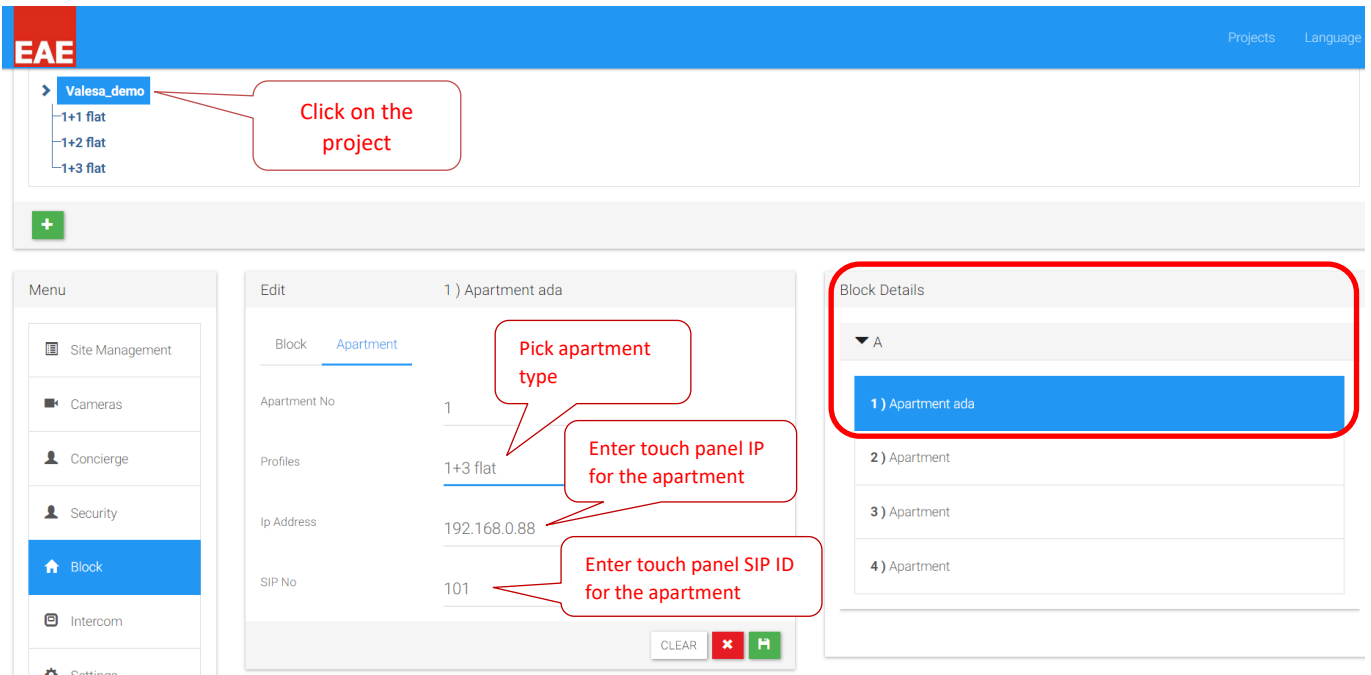 EAE
Projects
Language
Valesa_demo
1+1 flat
1+2 flat
1+3 flat
Click on the
project
Menu
Site Management
Cameras
Concierge
Security
Block
Intercom
Settings
Edit
1 ) Apartment ada
Block
Apartment
Pick apartment
type
Apartment No
1
Profiles
1+3 flat
Enter touch panel IP
for the apartment
Ip Address
192.168.0.88
SIP No
101
Enter touch panel SIP ID
for the apartment
CLEAR
Block Details
A
1 ) Apartment ada
2 ) Apartment
3 ) Apartment
4 ) Apartment